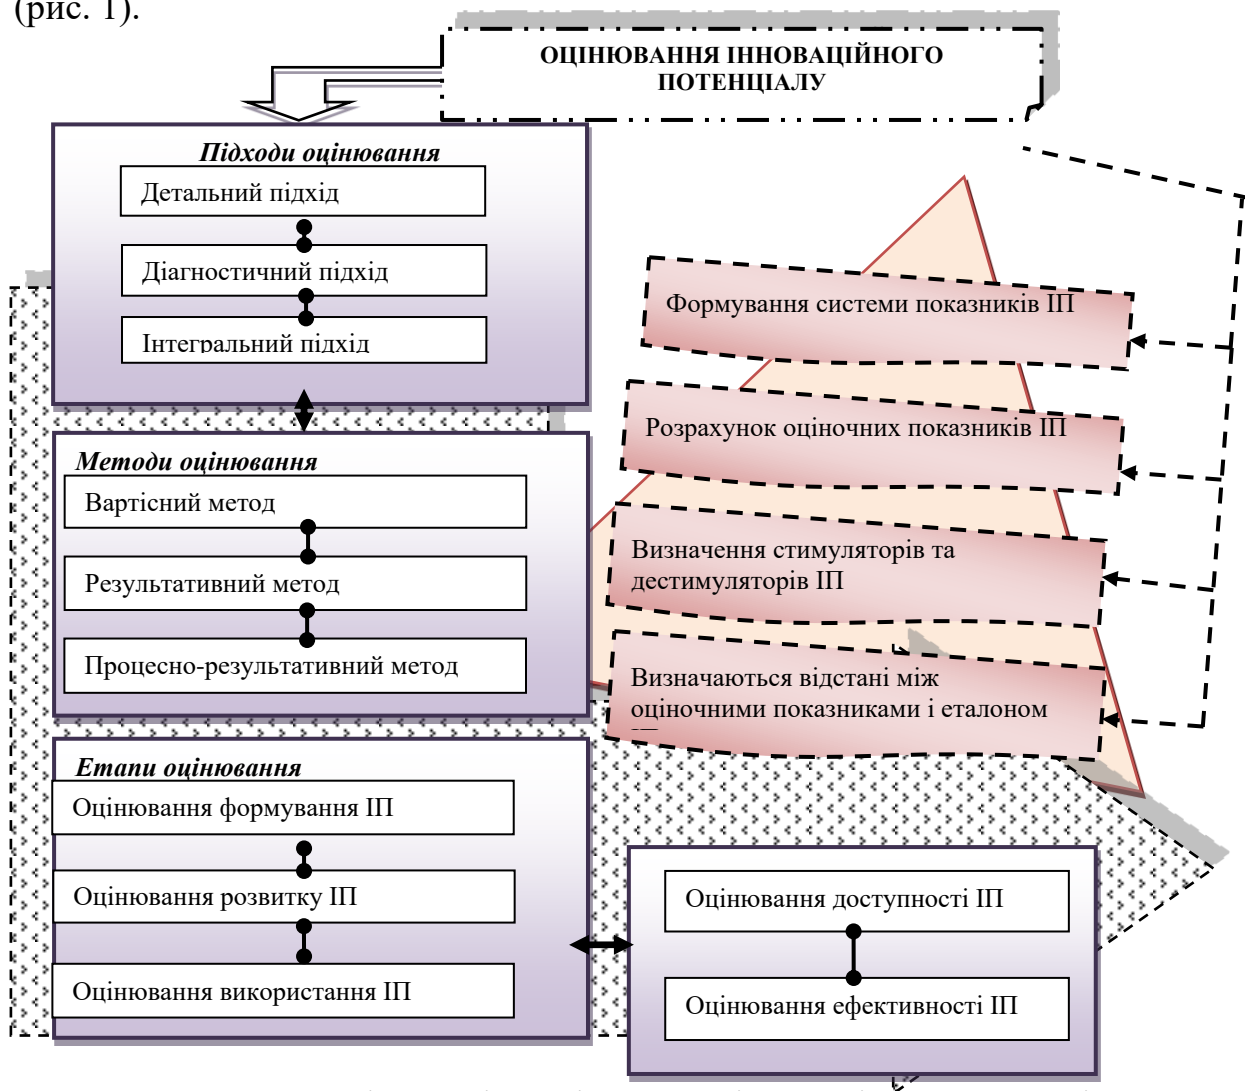 (рис. 1).
ОЦІНЮВАННЯ ІННОВАЦІЙНОГО
ПОТЕНЦІАЛУ
Підходи оцінювання
Детальний підхід
Діагностичний підхід
Інтегральний підхід
Методи оцінювання
Вартісний метод
Результативний метод
Процесно-результативний метод
Етапи оцінювання
Оцінювання формування ІП
Оцінювання розвитку ІП
Оцінювання використання ІП
Формування системи показників ІП
Розрахунок оціночних показників ІП
Визначення стимуляторів та
дестимуляторів ІП
Визначаються відстані між
оціночними показниками і еталоном
Оцінювання доступності ІП
Оцінювання ефективності ІП